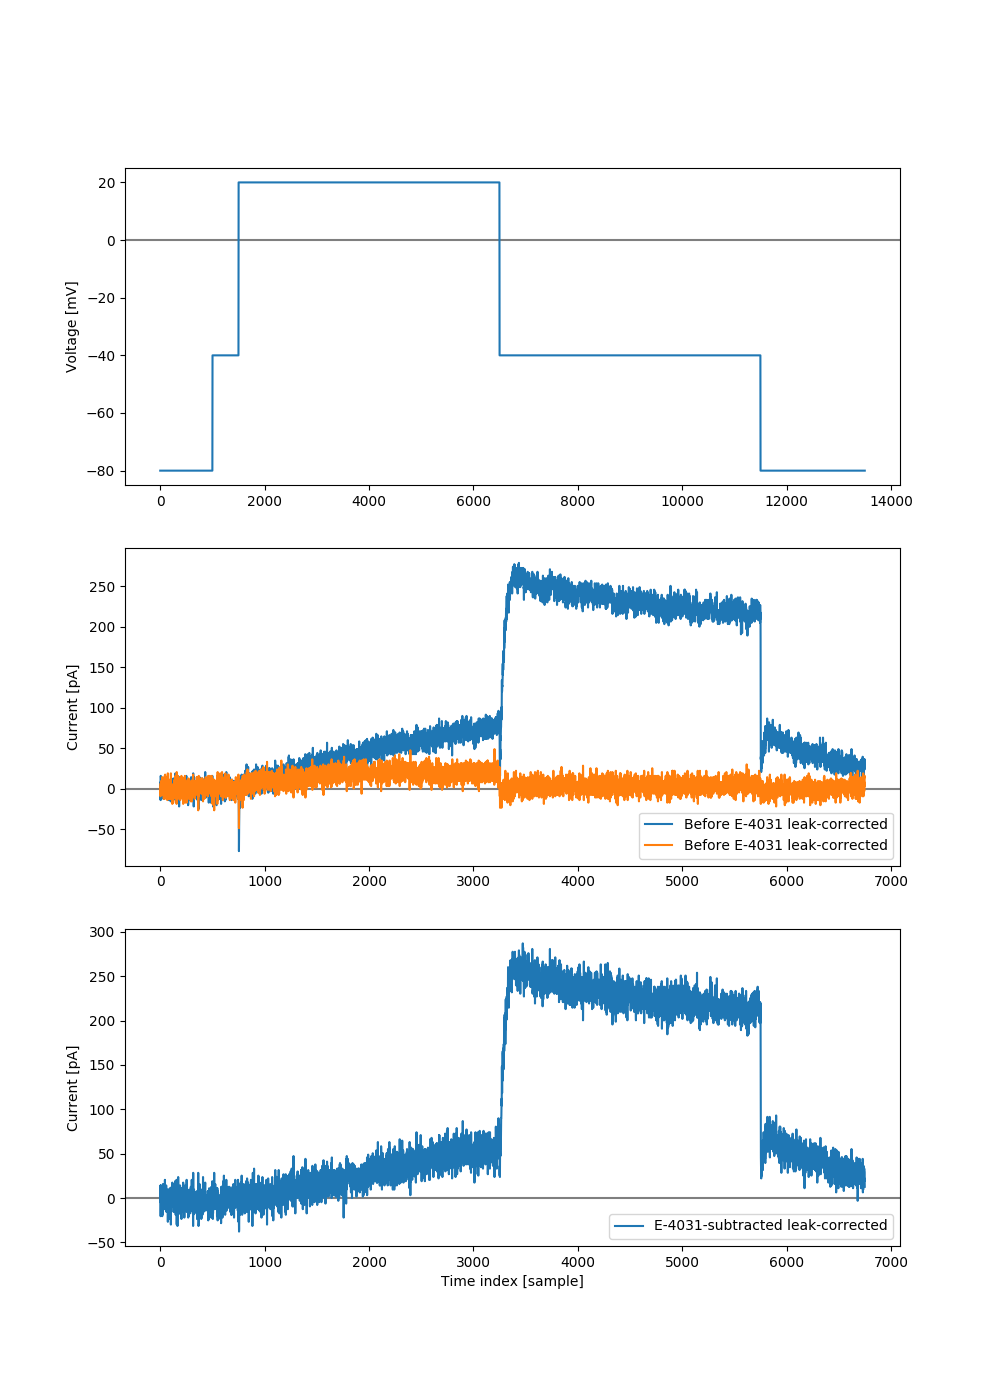 20
0
−20
−40
−60
−80
Voltage [mV]
0 2000 4000 6000 8000 10000 12000 14000
250
200
150
100
50
0
−50
Current [pA]
Before E-4031 leak-corrected
Before E-4031 leak-corrected
0 1000 2000 3000 4000 5000 6000 7000
300
250
200
150
100
50
0
−50
Current [pA]
E-4031-subtracted leak-corrected
0 1000 2000 3000 4000 5000 6000 7000
Time index [sample]